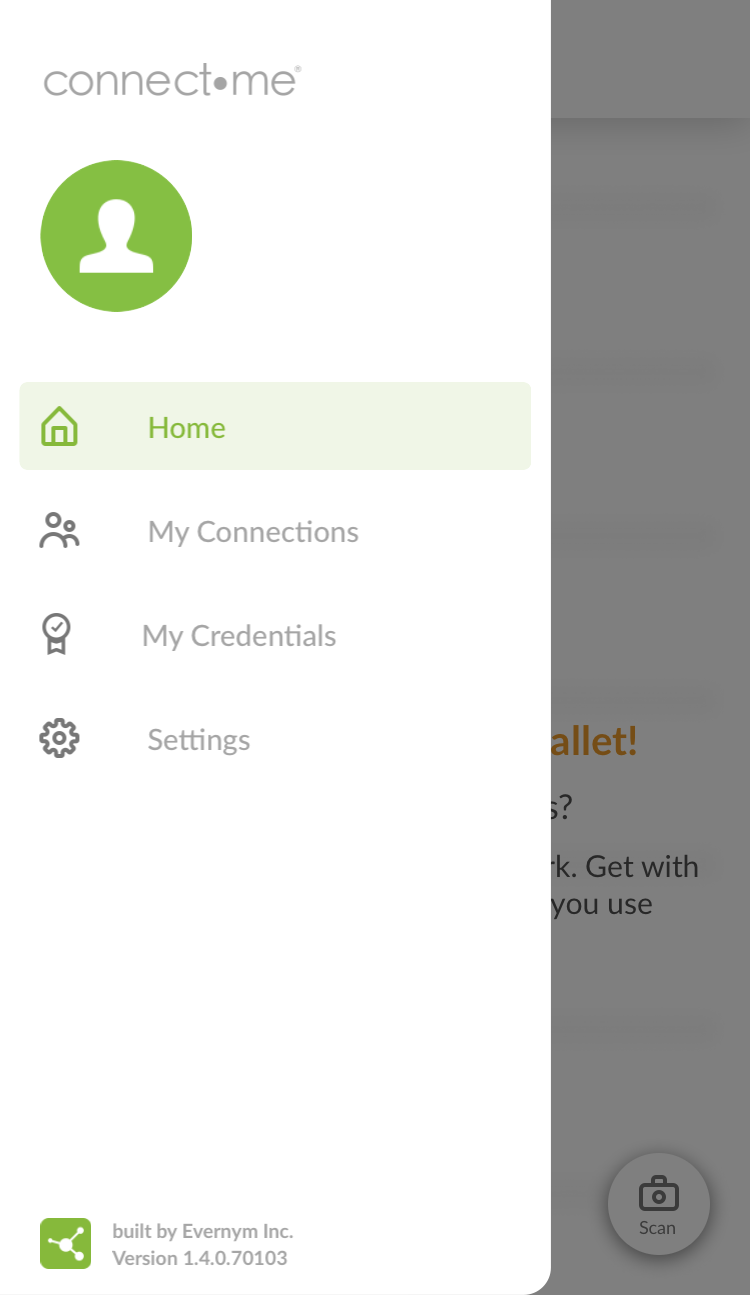 connect•me®
Home
My Connections
My Credentials
Settings
allet!
s?
rk. Get with
you use
Scan
built by Evernym Inc.
Version 1.4.0.70103